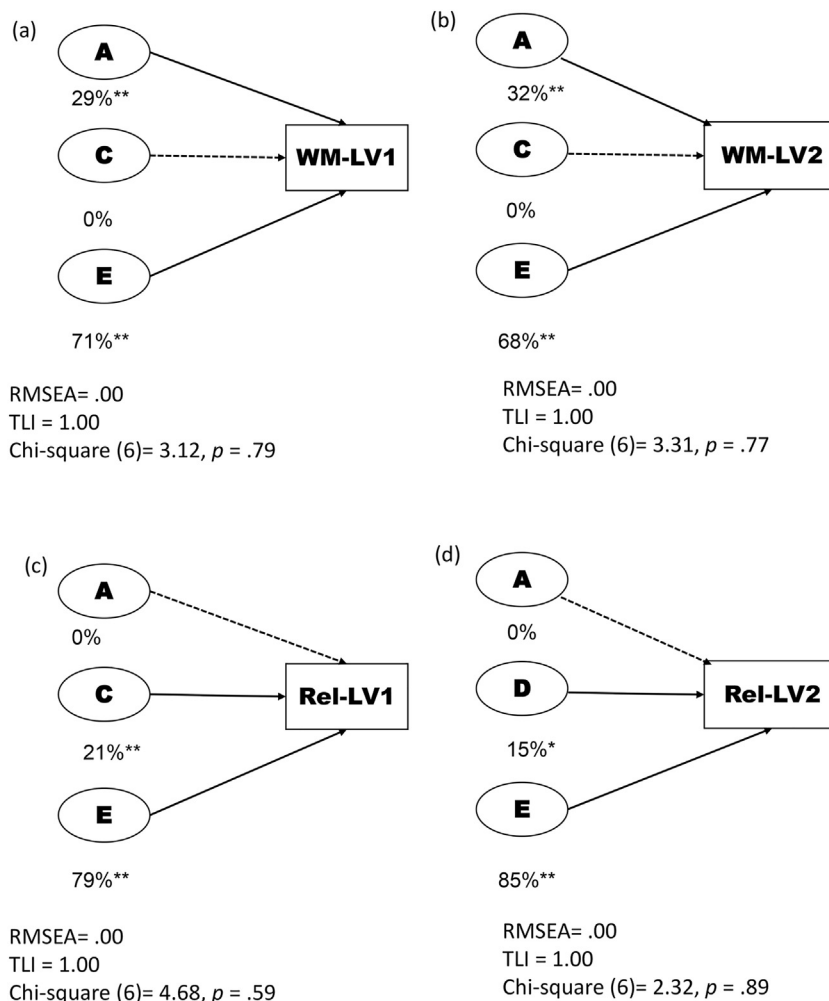 (a)
A
29%**
C
WM-LV1
0%
E
71%**
RMSEA= .00
TLI = 1.00
Chi-square (6)= 3.12, p = .79
(b)
A
32%**
C
WM-LV2
0%
E
68%**
RMSEA= .00
TLI = 1.00
Chi-square (6)= 3.31, p = .77
(c)
A
0%
C
Rel-LV1
21%**
E
79%**
RMSEA= .00
TLI = 1.00
Chi-square (6)= 4.68, p = .59
(d)
A
0%
D
Rel-LV2
15%*
E
85%**
RMSEA= .00
TLI = 1.00
Chi-square (6)= 2.32, p = .89